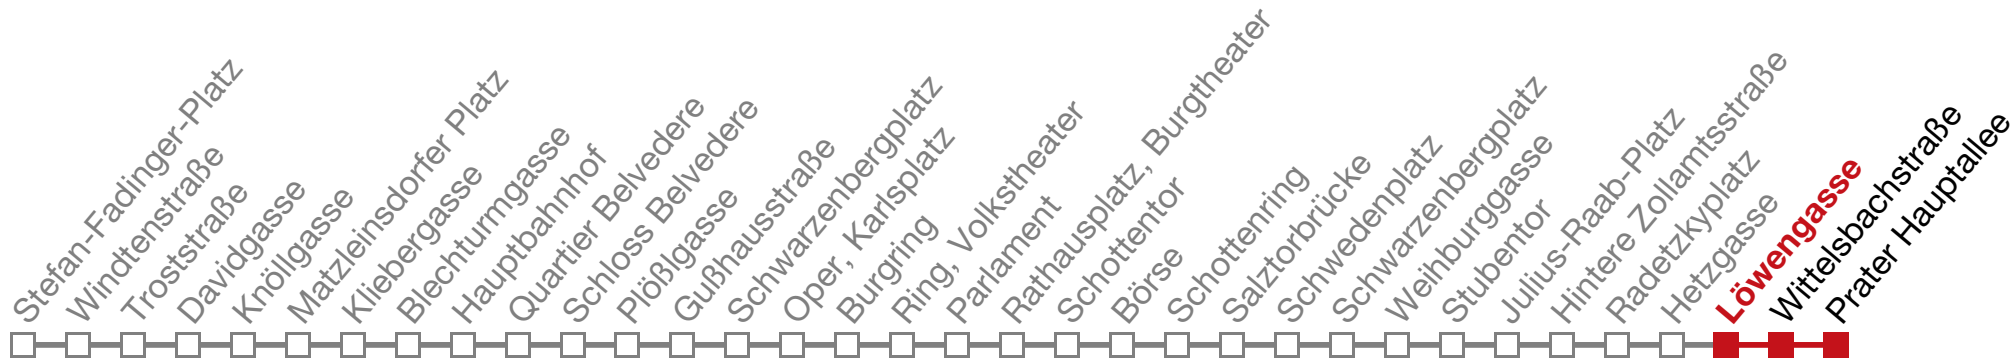 Stefan-Fadinger-Platz
Windtenstraße
Troststraße
Davidgasse
Knöllgasse
Matzleinsdorfer Platz
Kliebergasse
Blechturmgasse
Hauptbahnhof
Quartier Belvedere
Schloss Belvedere
Plößlgasse
Gußhausstraße
Schwarzenbergplatz
Oper, Karlsplatz
Burgring
Ring, Volkstheater
Parlament
Rathausplatz, Burgtheater
Schottentor
Börse
Schottenring
Salztorbrücke
Schwedenplatz
Schwarzenbergplatz
Weihburggasse
Stubentor
Julius-Raab-Platz
Hintere Zollamtsstraße
Radetzkyplatz
Hetzgasse
Löwengasse
Wittelsbachstraße
Prater Hauptallee